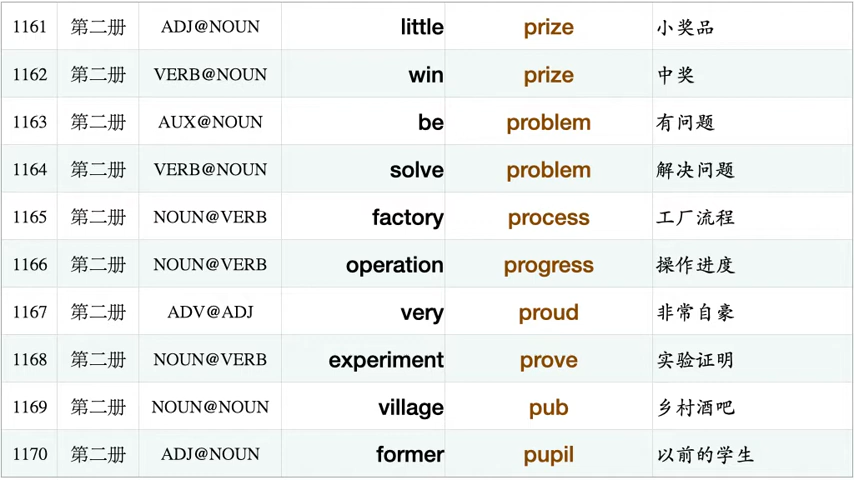 1161 第二册 ADJ@NOUN little prize 小奖品
1162 第二册 VERB@NOUN win prize 中奖
1163 第二册 AUX@NOUN be problem 有问题
1164 第二册 VERB@NOUN solve problem 解决问题
1165 第二册 NOUN@VERB factory process 工厂流程
1166 第二册 NOUN@VERB operation progress 操作进度
1167 第二册 ADV@ADJ very proud 非常自豪
1168 第二册 NOUN@VERB experiment prove 实验证明
1169 第二册 NOUN@NOUN village pub 乡村酒吧
1170 第二册 ADJ@NOUN former pupil 以前的学生